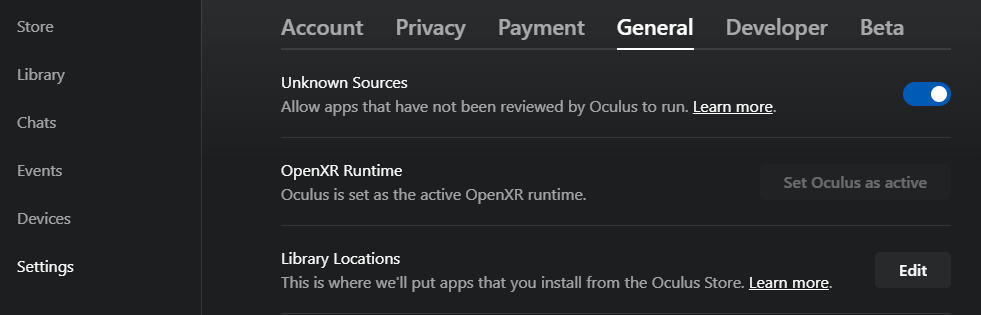 Store
Library
Chats
Events
Devices
Settings
Account Privacy Payment General Developer Beta
Unknown Sources
Allow apps that have not been reviewed by Oculus to run. Learn more.
OpenXR Runtime
Oculus is set as the active OpenXR runtime.
Set Oculus as active
Library Locations
This is where we'll put apps that you install from the Oculus Store. Learn more.
Edit